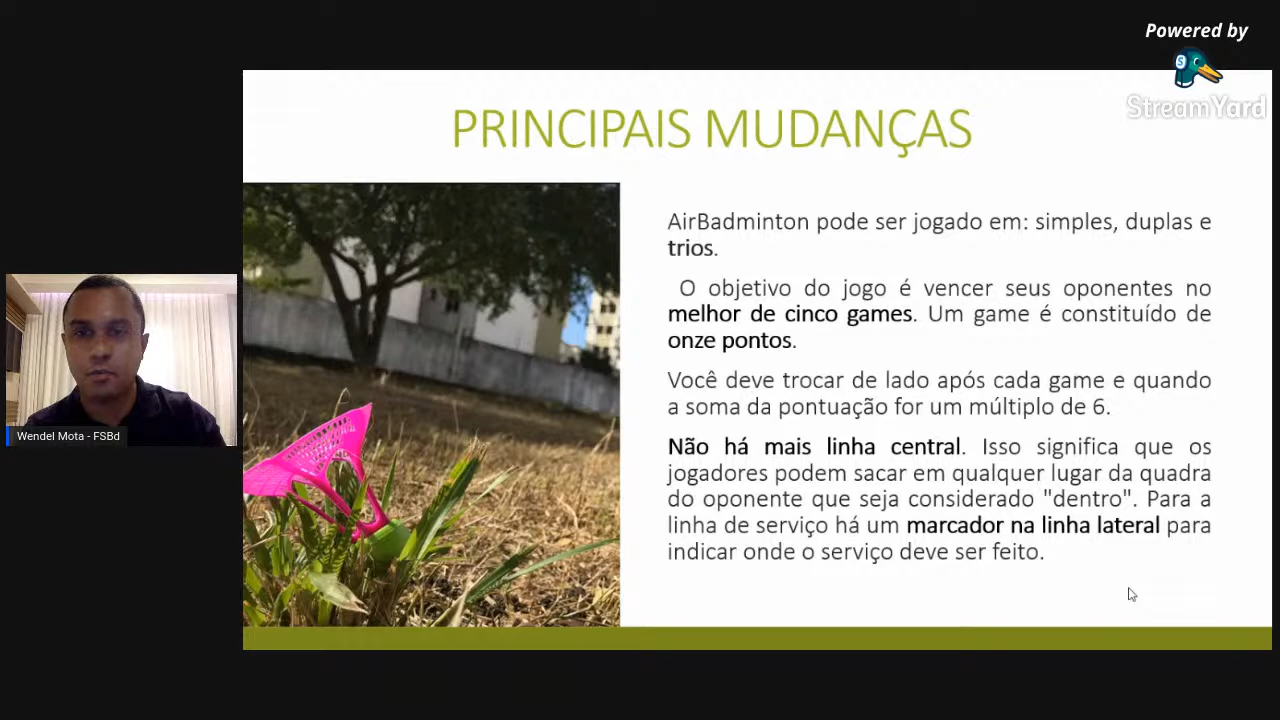 Powered by
StreamYard
PRINCIPAIS MUDANÇAS
AirBadminton pode ser jogado em: simples, duplas e
trios.
O objetivo do jogo é vencer seus oponentes no
melhor de cinco games. Um game é constituído de
onze pontos.
Você deve trocar de lado após cada game e quando
a soma da pontuação for um múltiplo de 6.
Não há mais linha central. Isso significa que os
jogadores podem sacar em qualquer lugar da quadra
do oponente que seja considerado "dentro". Para a
linha de serviço há um marcador na linha lateral para
indicar onde o serviço deve ser feito.
Wendel Mota - FSBd